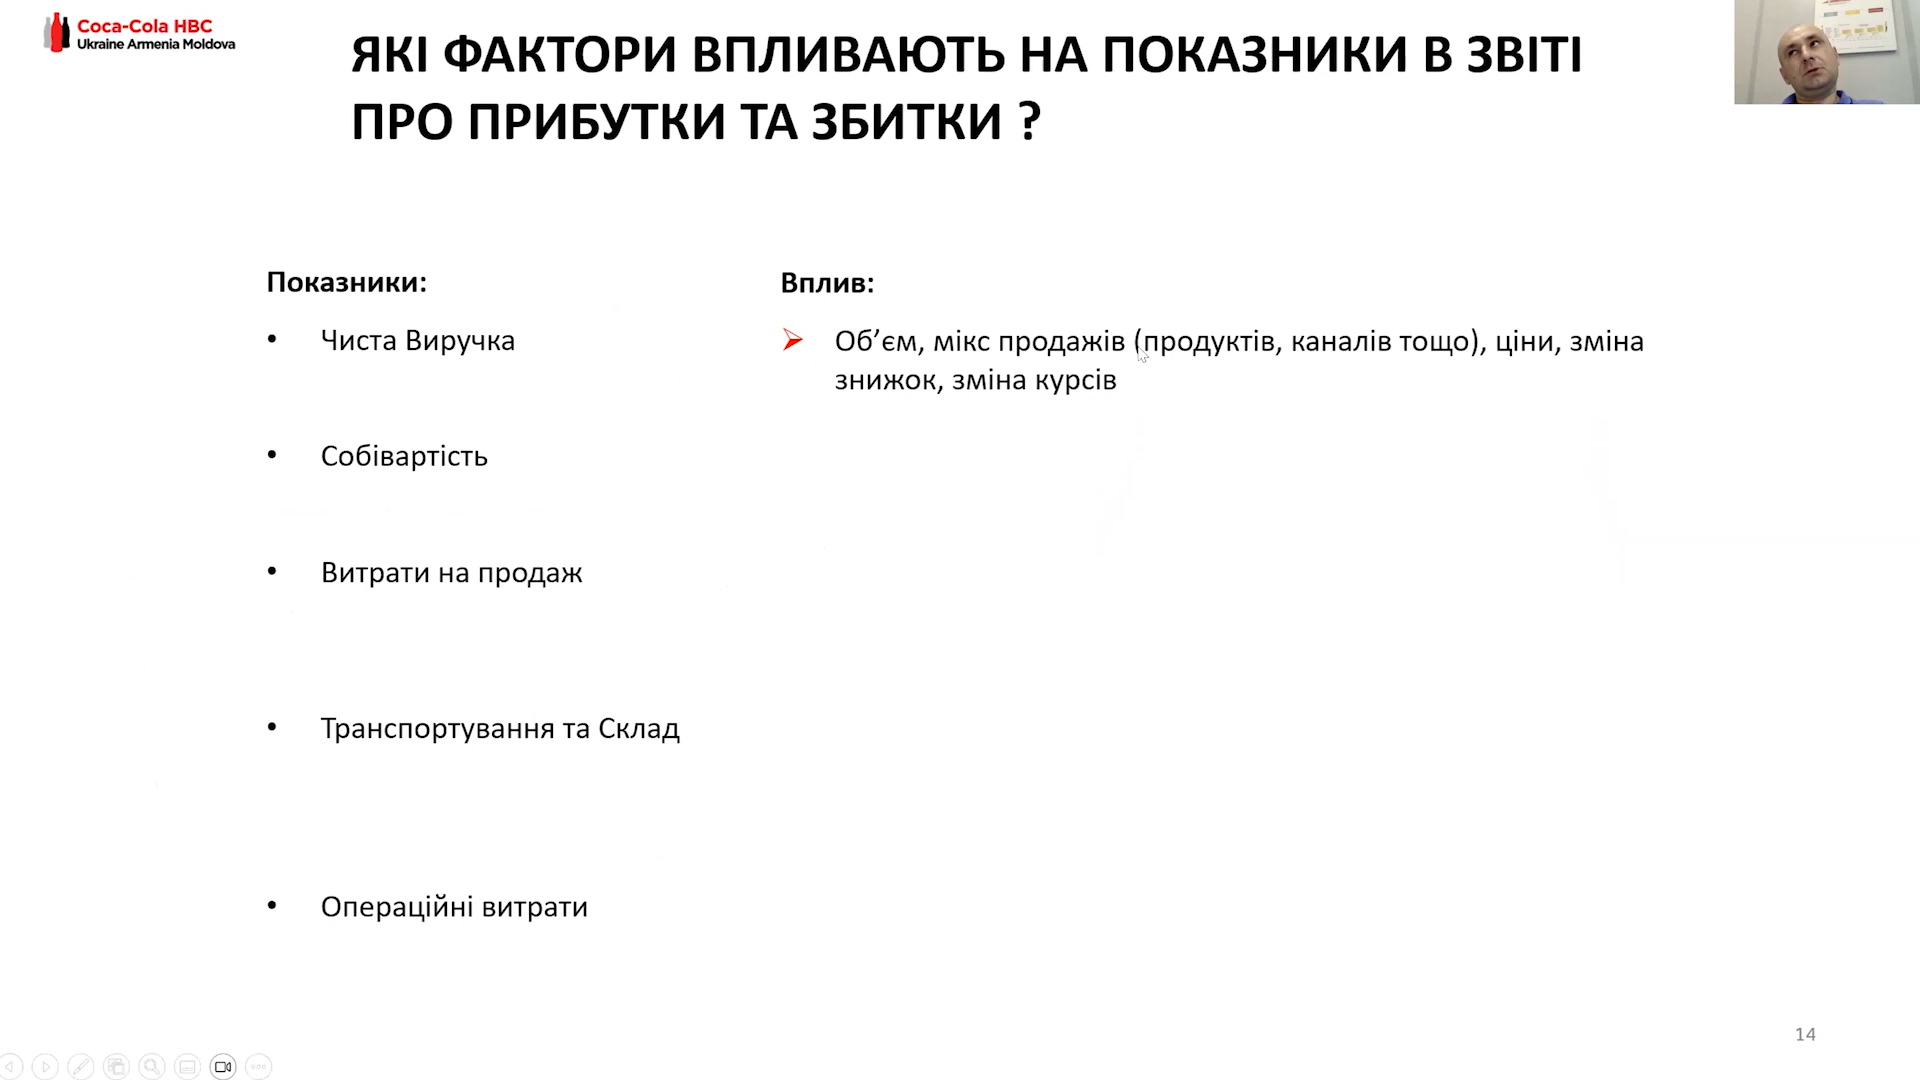 Coca-Cola HBC
Ukraine Armenia Moldova
ЯКІ ФАКТОРИ ВПЛИВАЮТЬ НА ПОКАЗНИКИ В ЗВІТІ
ПРО ПРИБУТКИ ТА ЗБИТКИ ?
Показники:
Вплив:
• Чиста Виручка
➢ Об’єм, мікс продажів (продуктів, каналів тощо), ціни, зміна
знижок, зміна курсів
• Собівартість
• Витрати на продаж
• Транспортування та Склад
• Операційні витрати
14